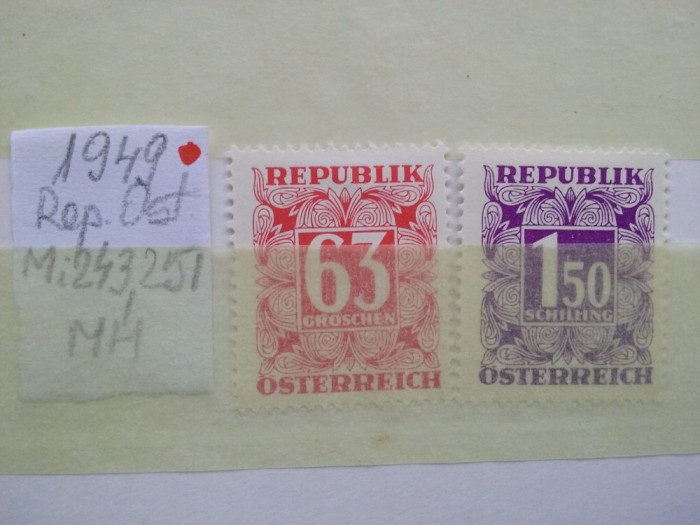 1949
Rep. Öst
Mi: 243, 251
MH
REPUBLIK
63
GROSCHEN
ÖSTERREICH
REPUBLIK
1 50
SCHILLING
ÖSTERREICH